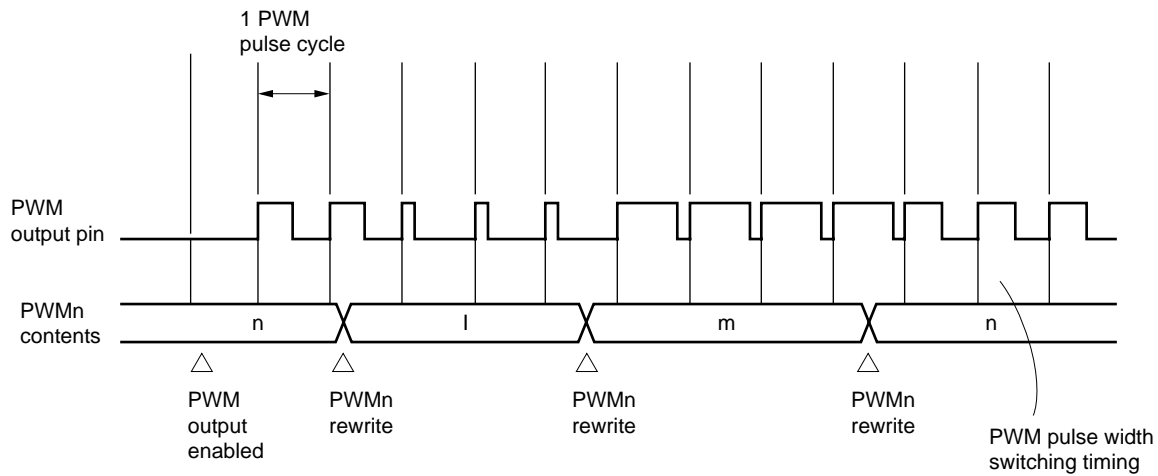 1 PWM
pulse cycle
PWM
output pin
PWMn
contents
n
l
m
n
PWM
output
enabled
PWMn
rewrite
PWMn
rewrite
PWMn
rewrite
PWM pulse width
switching timing